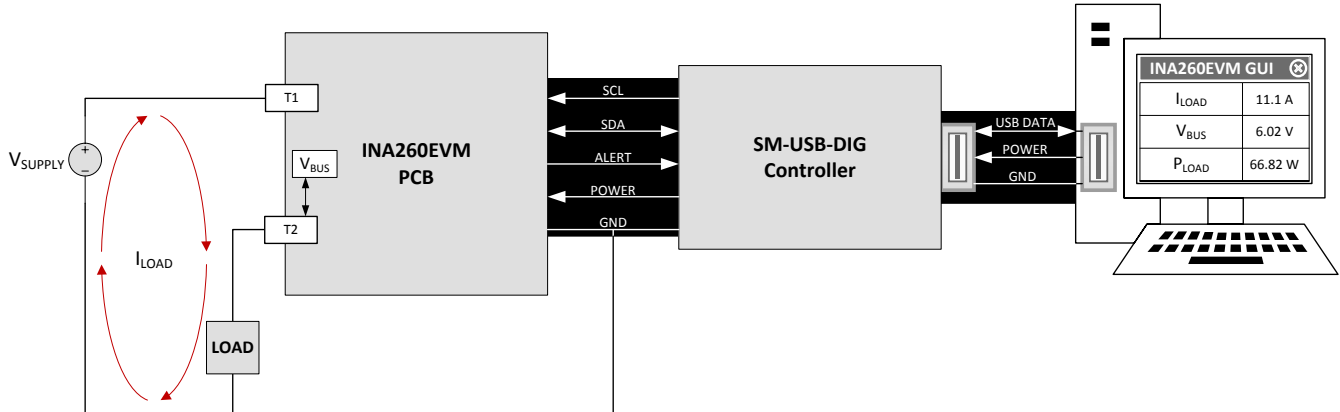 VSUPPLY
+
−
ILOAD
LOAD
T1
VBUS
T2
INA260EVM
PCB
SCL
SDA
ALERT
POWER
GND
SM-USB-DIG
Controller
USB DATA
POWER
GND
INA260EVM GUI
ILOAD 11.1 A
VBUS 6.02 V
PLOAD 66.82 W